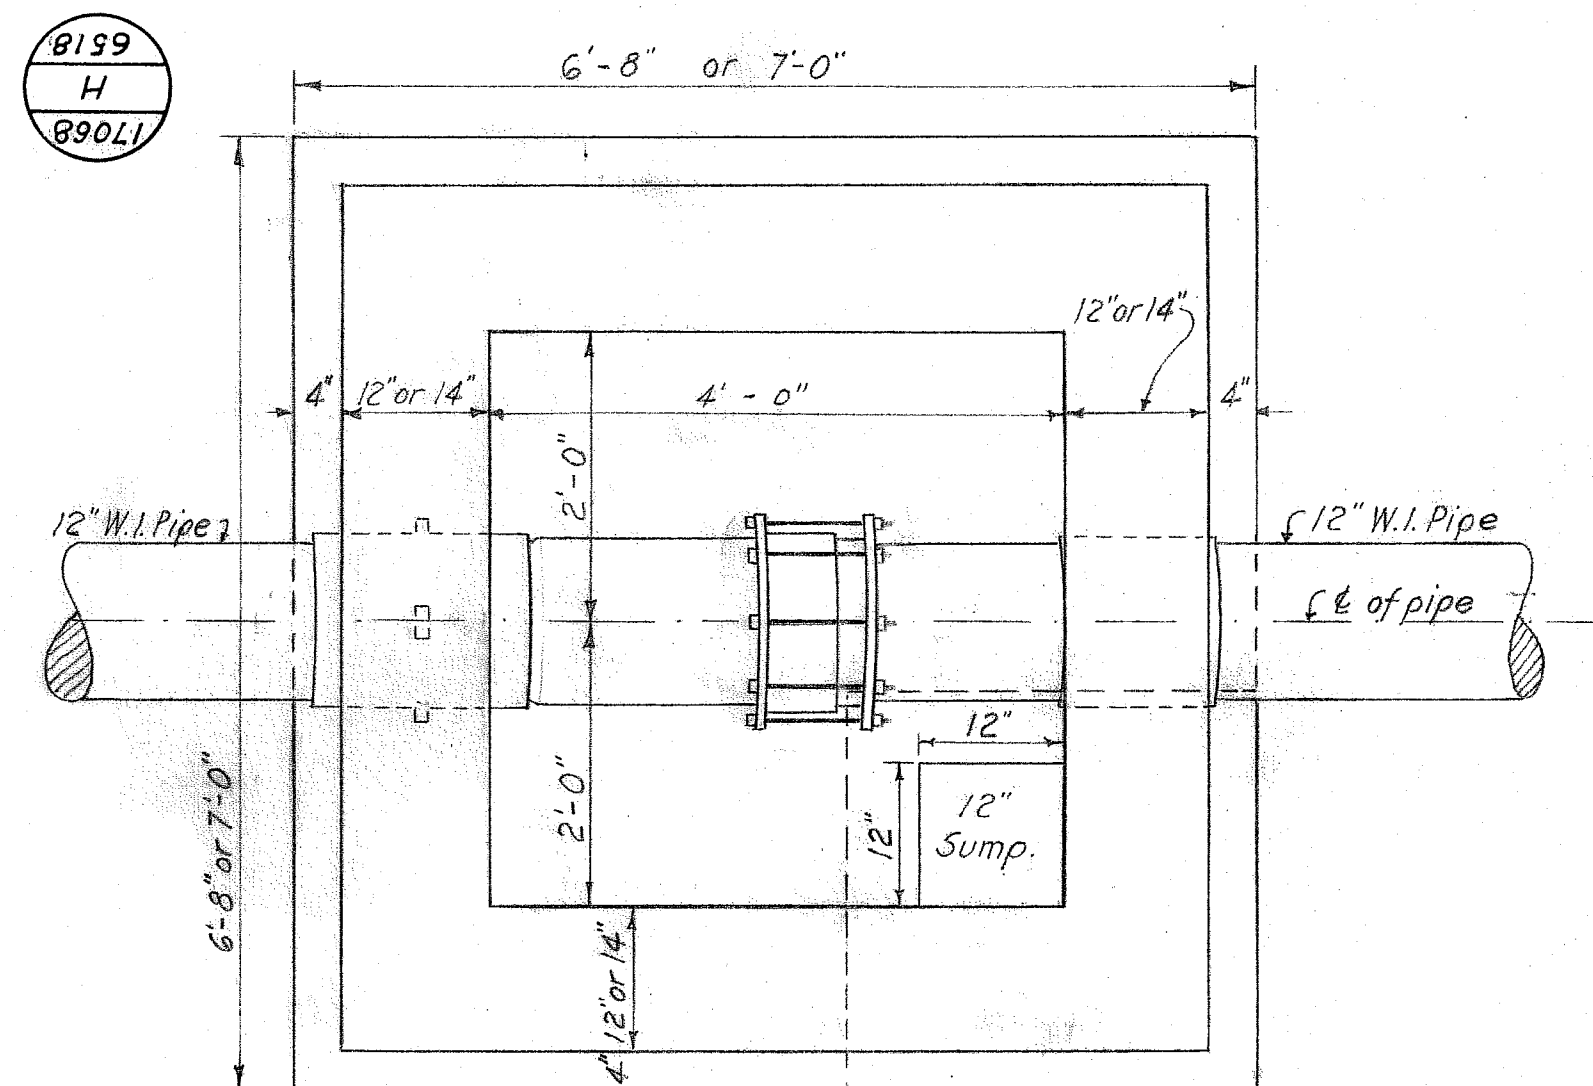 6518
H
17068
6'-8" or 7'-0"
12" or 14"
4"
12" or 14"
4' - 0"
4"
2'-0"
12" W.I. Pipe
12" W.I. Pipe
℄ of pipe
12"
2'-0"
12"
12"
Sump.
6'-8" or 7'-0"
12" or 14"
4"